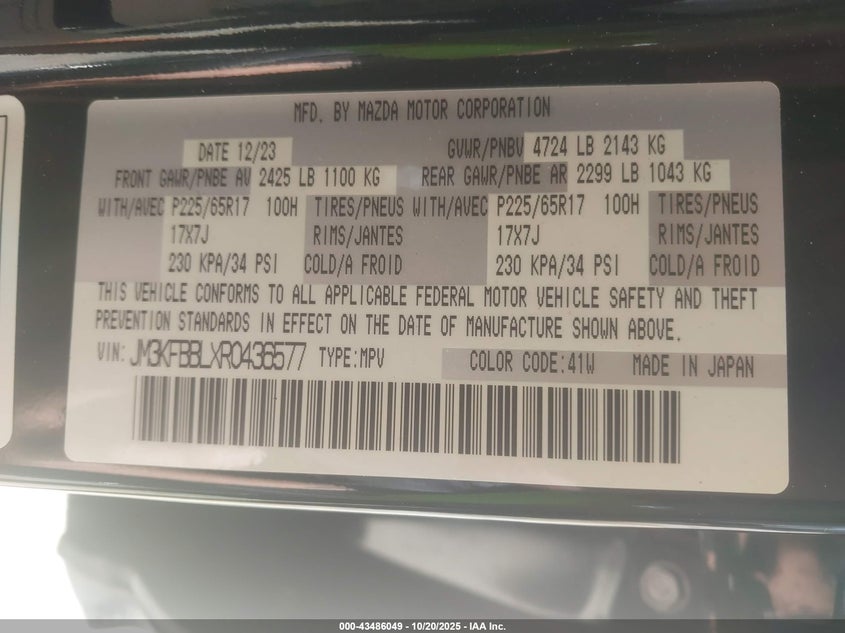 MFD. BY MAZDA MOTOR CORPORATION
DATE 12/23 GVWR/PNBV 4724 LB 2143 KG
FRONT GAWR/PNBE AV 2425 LB 1100 KG REAR GAWR/PNBE AR 2299 LB 1043 KG
WITH/AVEC P225/65R17 100H TIRES/PNEUS WITH/AVEC P225/65R17 100H TIRES/PNEUS
17X7J RIMS/JANTES 17X7J RIMS/JANTES
230 KPA/34 PSI COLD/A FROID 230 KPA/34 PSI COLD/A FROID
THIS VEHICLE CONFORMS TO ALL APPLICABLE FEDERAL MOTOR VEHICLE SAFETY AND THEFT
PREVENTION STANDARDS IN EFFECT ON THE DATE OF MANUFACTURE SHOWN ABOVE.
VIN: JM3KFBBLXR0436577 TYPE:MPV COLOR CODE:41W MADE IN JAPAN
000-43486049 - 10/20/2025 - IAA Inc.